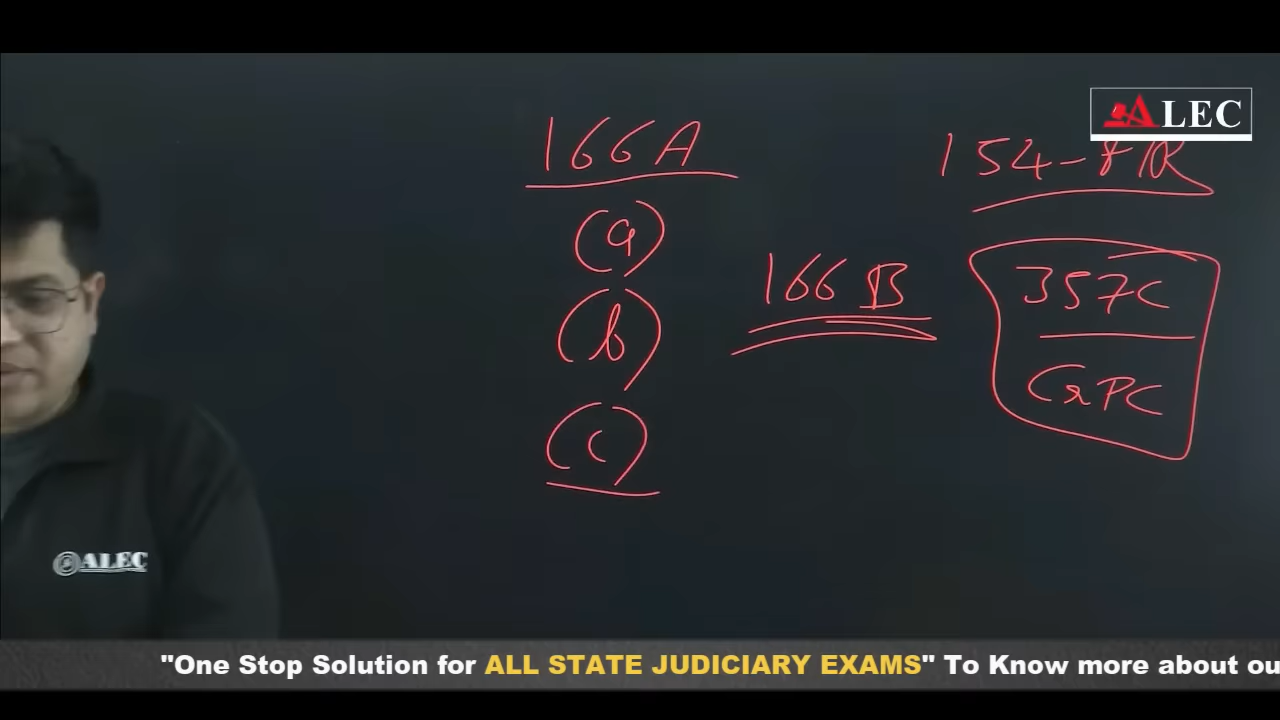 ALEC
166A
154-FIR
(a)
166 B
357C
CrPC
(b)
(c)
@ALEC
"One Stop Solution for ALL STATE JUDICIARY EXAMS" To Know more about ou